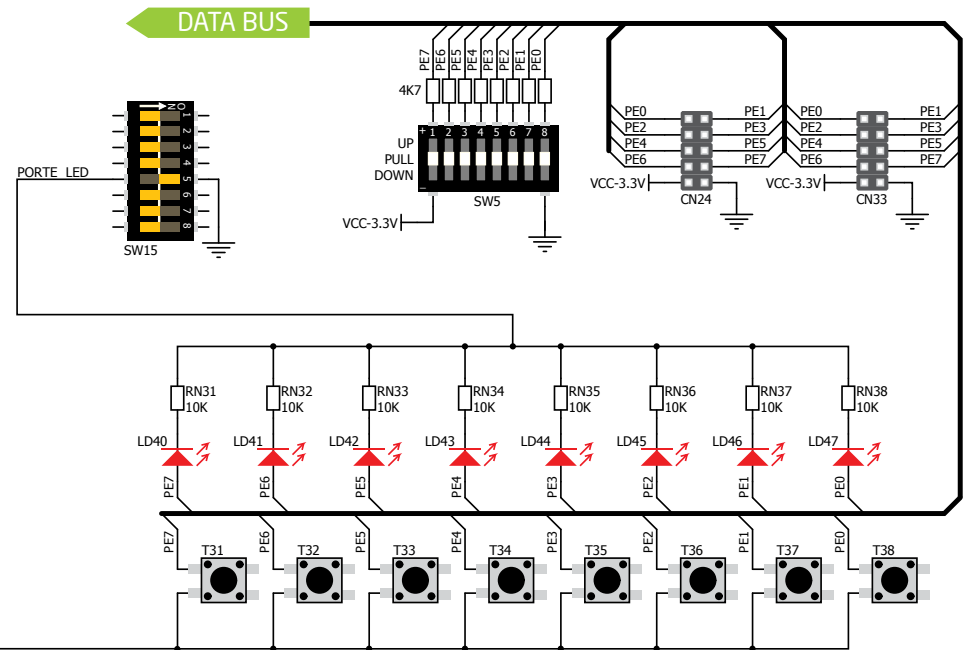 DATA BUS
PE7
PE6
PE5
PE4
PE3
PE2
PE1
PE0
4K7
+ 1 2 3 4 5 6 7 8
UP
PULL
DOWN
–
SW5
VCC-3.3V
O
N
1
2
3
4
5
6
7
8
PORTE LED
SW15
PE0 PE1
PE2 PE3
PE4 PE5
PE6 PE7
VCC-3.3V
CN24
PE0 PE1
PE2 PE3
PE4 PE5
PE6 PE7
VCC-3.3V
CN33
RN31 RN32 RN33 RN34 RN35 RN36 RN37 RN38
10K 10K 10K 10K 10K 10K 10K 10K
LD40 LD41 LD42 LD43 LD44 LD45 LD46 LD47
PE7 PE6 PE5 PE4 PE3 PE2 PE1 PE0
PE7 PE6 PE5 PE4 PE3 PE2 PE1 PE0
T31 T32 T33 T34 T35 T36 T37 T38